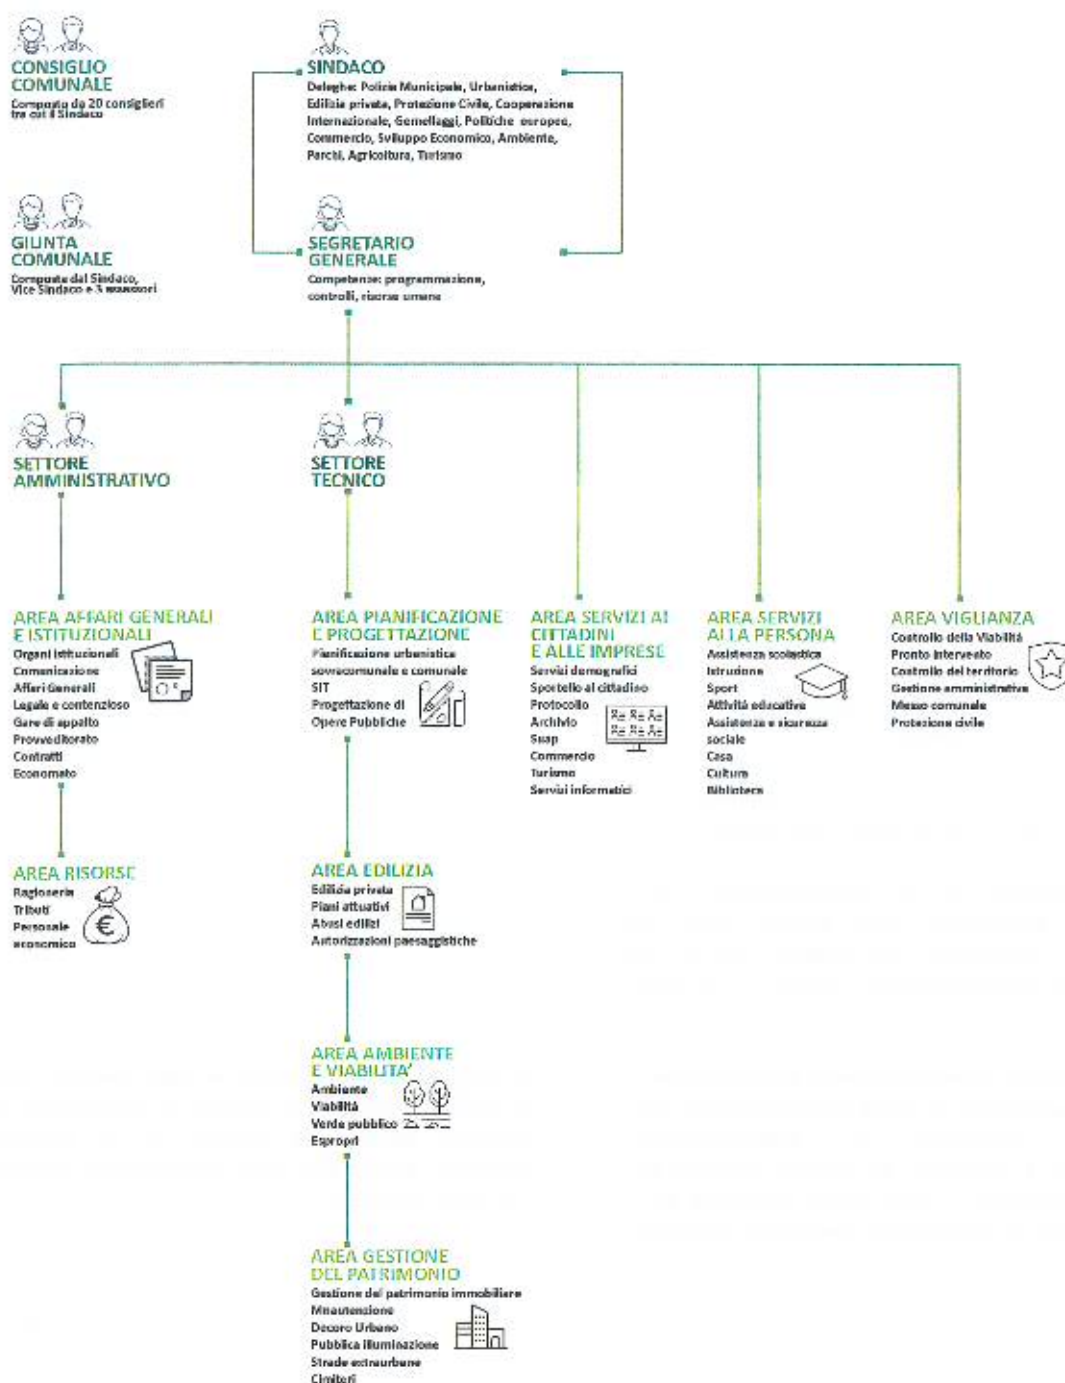 CONSIGLIO
COMUNALE
Composto da 20 consiglieri
tra cui il Sindaco
SINDACO
Deleghe: Polizia Municipale, Urbanistica,
Edilizia privata, Protezione Civile, Cooperazione
Internazionale, Gemellaggi, Politiche europee,
Commercio, Sviluppo Economico, Ambiente,
Parchi, Agricoltura, Turismo
GIUNTA
COMUNALE
Composta dal Sindaco,
Vice Sindaco e 3 assessori
SEGRETARIO
GENERALE
Competenze: programmazione,
controlli, risorse umane
SETTORE
AMMINISTRATIVO
SETTORE
TECNICO
AREA AFFARI GENERALI
E ISTITUZIONALI
Organi istituzionali
Comunicazione
Affari Generali
Legale e contenzioso
Gare di appalto
Provveditorato
Contratti
Economato
AREA PIANIFICAZIONE
E PROGETTAZIONE
Pianificazione urbanistica
sovracomunale e comunale
SIT
Progettazione di
Opere Pubbliche
AREA SERVIZI AI
CITTADINI
E ALLE IMPRESE
Servizi demografici
Sportello al cittadino
Protocollo
Archivio
Suap
Commercio
Turismo
Servizi informatici
AREA SERVIZI
ALLA PERSONA
Assistenza scolastica
Istruzione
Sport
Attività educative
Assistenza e sicurezza
sociale
Casa
Cultura
Biblioteca
AREA VIGLIANZA
Controllo della Viabilità
Pronto intervento
Controllo del territorio
Gestione amministrativa
Messo comunale
Protezione civile
AREA RISORSE
Ragioneria
Tributi
Personale
economico
AREA EDILIZIA
Edilizia privata
Piani attuativi
Abusi edilizi
Autorizzazioni paesaggistiche
AREA AMBIENTE
E VIABILITA'
Ambiente
Viabilità
Verde pubblico
Espropri
AREA GESTIONE
DEL PATRIMONIO
Gestione del patrimonio immobiliare
Mnautenzione
Decoro Urbano
Pubblica illuminazione
Strade extraurbane
Cimiteri